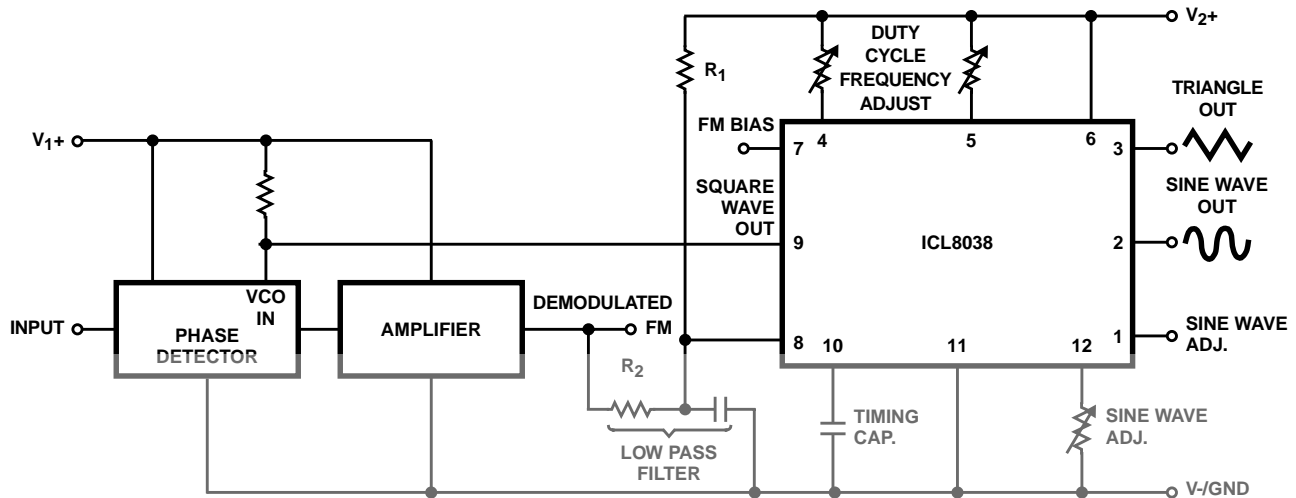 V2+
DUTY
CYCLE
FREQUENCY
ADJUST
R1
TRIANGLE
OUT
V1+
FM BIAS
7
4
5
6
3
SINE WAVE
OUT
SQUARE
WAVE
OUT
9
ICL8038
2
VCO
IN
INPUT
PHASE
DETECTOR
AMPLIFIER
DEMODULATED
FM
8
10
11
12
1
SINE WAVE
ADJ.
R2
LOW PASS
FILTER
TIMING
CAP.
SINE WAVE
ADJ.
V-/GND